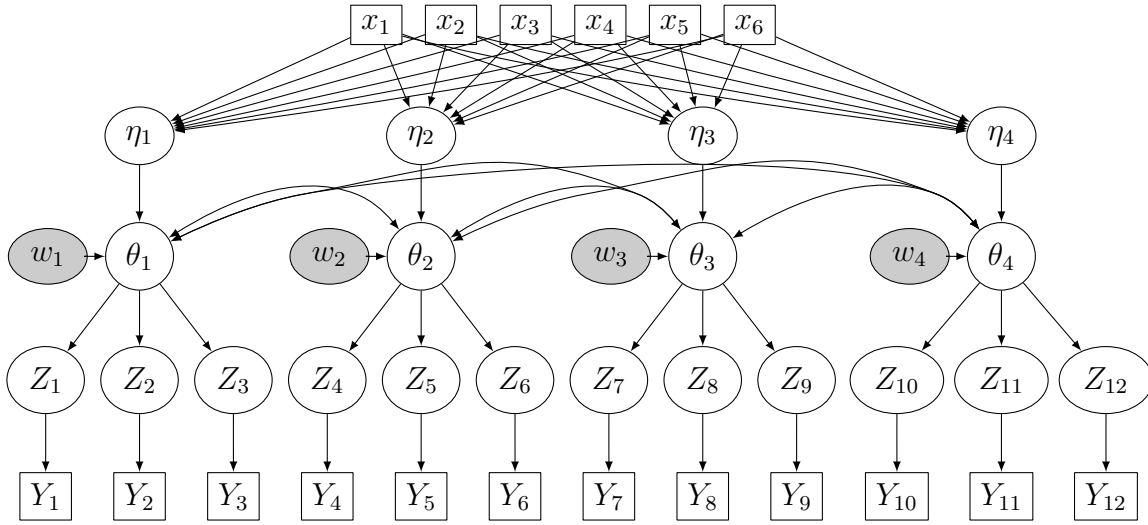 x₁ x₂ x₃ x₄ x₅ x₆
η₁ η₂ η₃ η₄
w₁ θ₁ w₂ θ₂ w₃ θ₃ w₄ θ₄
Z₁ Z₂ Z₃ Z₄ Z₅ Z₆ Z₇ Z₈ Z₉ Z₁₀ Z₁₁ Z₁₂
Y₁ Y₂ Y₃ Y₄ Y₅ Y₆ Y₇ Y₈ Y₉ Y₁₀ Y₁₁ Y₁₂